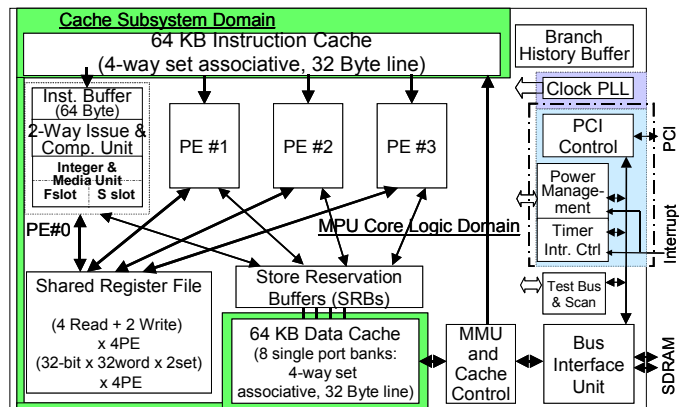 Cache Subsystem Domain
64 KB Instruction Cache
(4-way set associative, 32 Byte line)
Branch
History Buffer
Clock PLL
Inst. Buffer
(64 Byte)
2-Way Issue &
Comp. Unit
Integer &
Media Unit
Fslot
S slot
PE#0
PE #1
PE #2
PE #3
PCI
Control
PCI
Power
Manage-
ment
Timer
Intr. Ctrl
Interrupt
MPU Core Logic Domain
Shared Register File
(4 Read + 2 Write)
x 4PE
(32-bit x 32word x 2set)
x 4PE
Store Reservation
Buffers (SRBs)
64 KB Data Cache
(8 single port banks:
4-way set
associative, 32 Byte line)
MMU
and
Cache
Control
Test Bus
& Scan
Bus
Interface
Unit
SDRAM